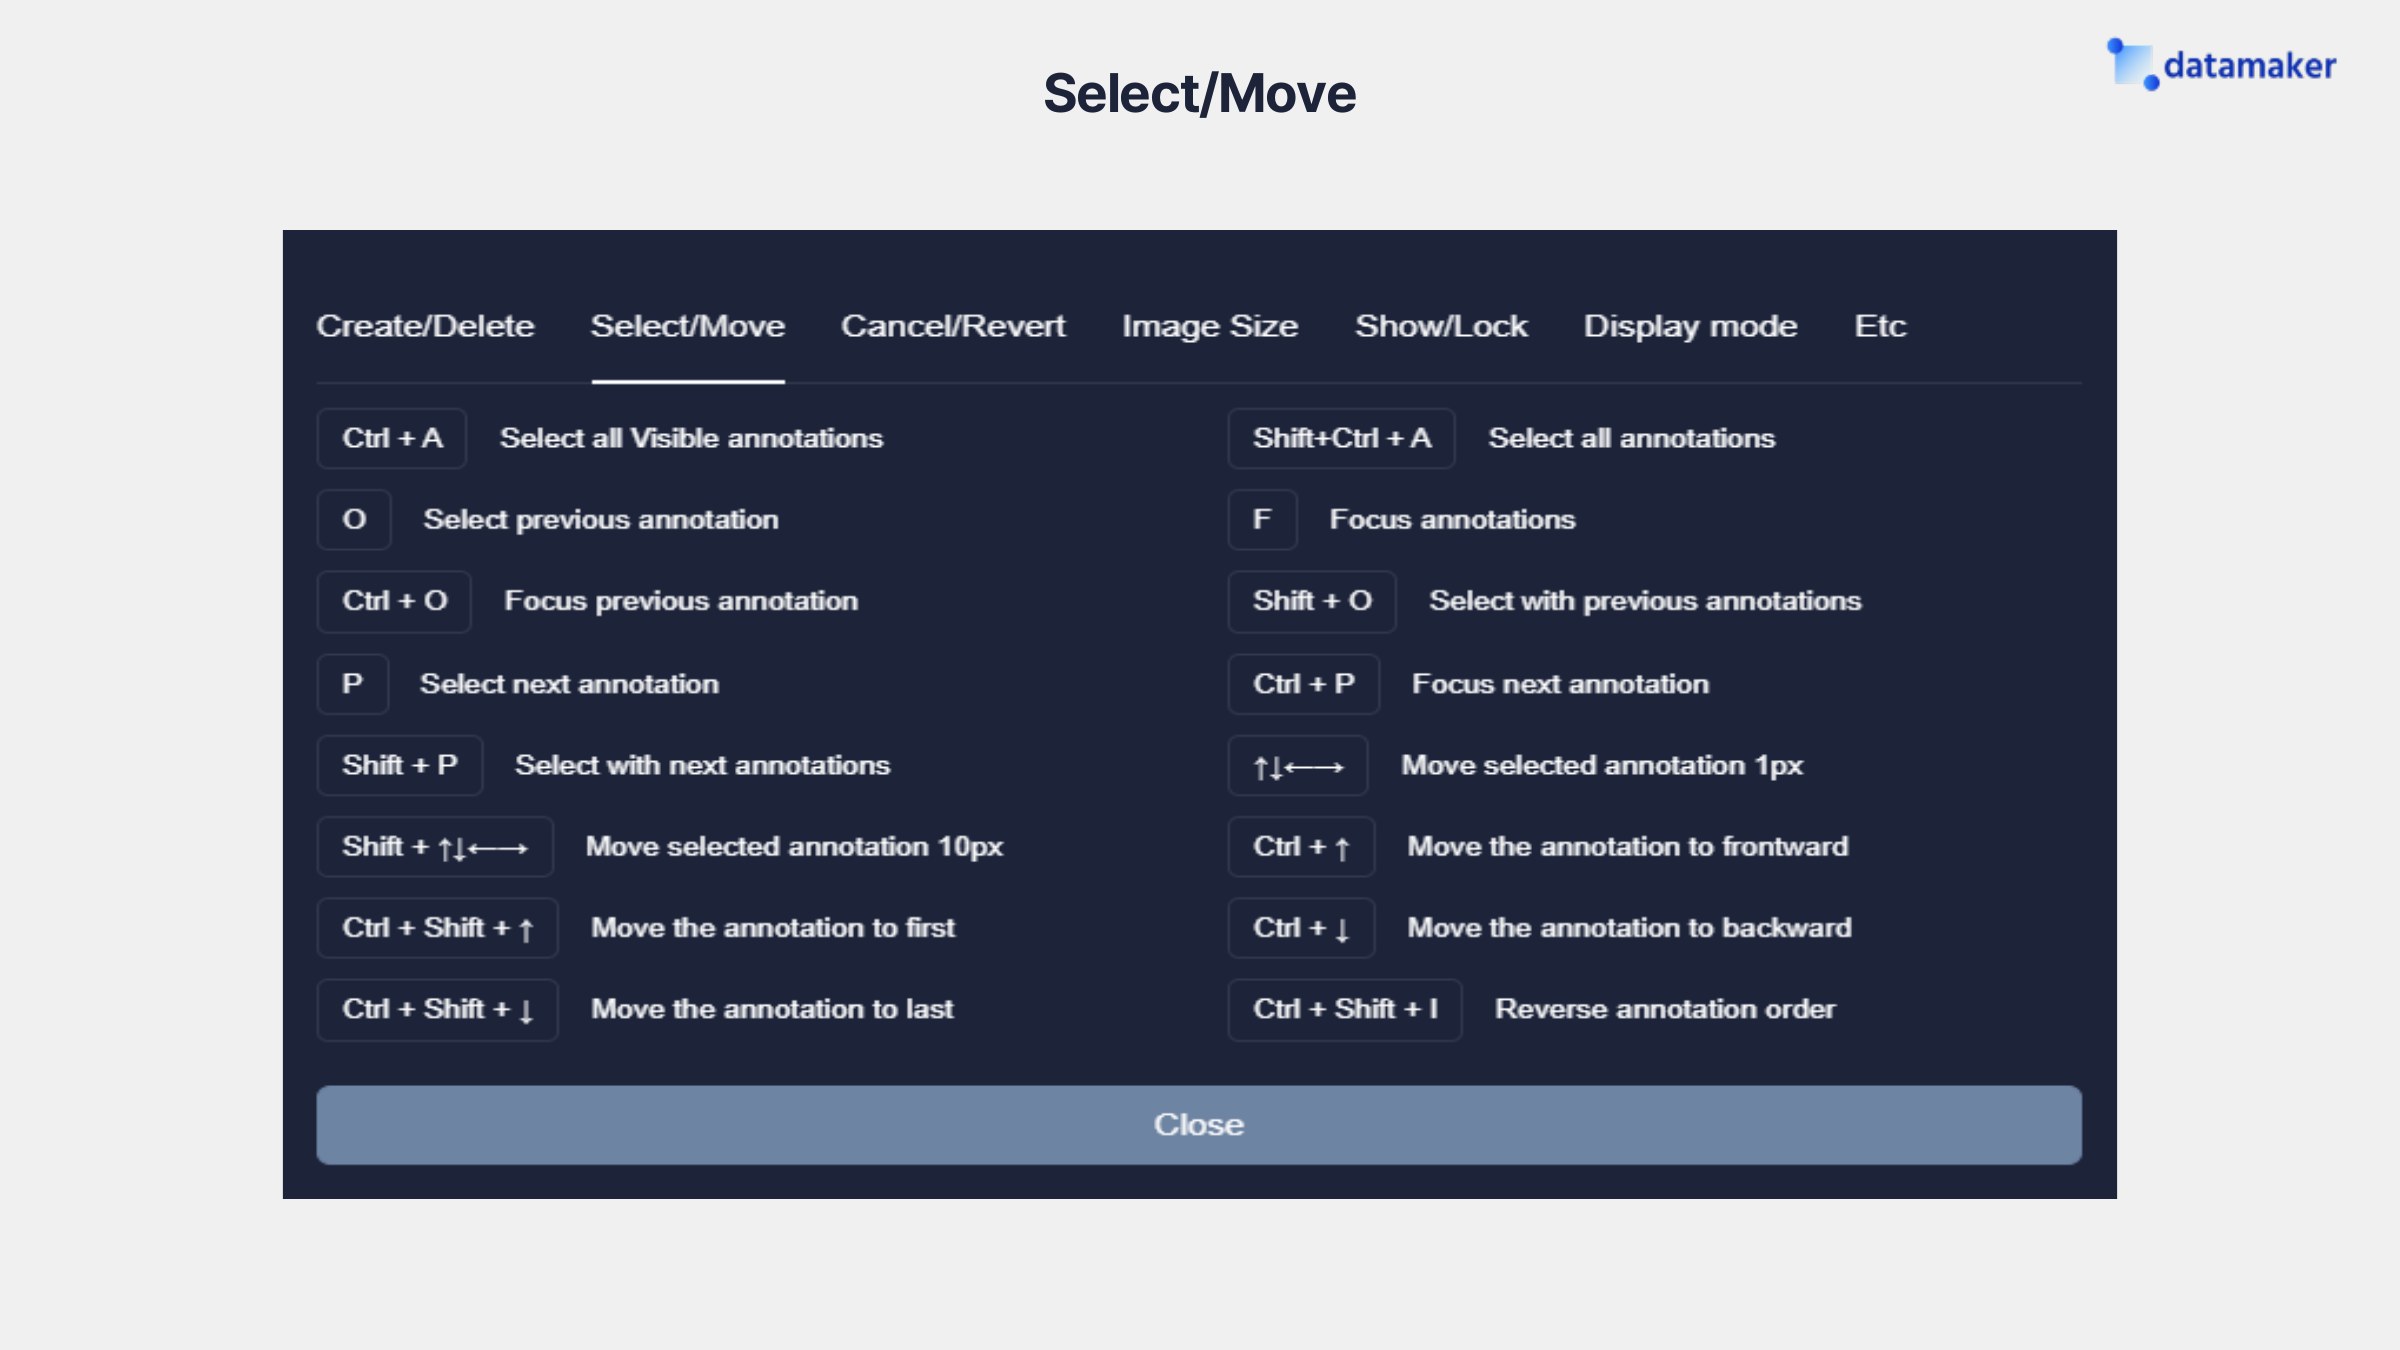 Select/Move
datamaker
Create/Delete Select/Move Cancel/Revert Image Size Show/Lock Display mode Etc
Ctrl + A Select all Visible annotations Shift+Ctrl + A Select all annotations
O Select previous annotation F Focus annotations
Ctrl + O Focus previous annotation Shift + O Select with previous annotations
P Select next annotation Ctrl + P Focus next annotation
Shift + P Select with next annotations ↑↓←→ Move selected annotation 1px
Shift + ↑↓←→ Move selected annotation 10px Ctrl + ↑ Move the annotation to frontward
Ctrl + Shift + ↑ Move the annotation to first Ctrl + ↓ Move the annotation to backward
Ctrl + Shift + ↓ Move the annotation to last Ctrl + Shift + I Reverse annotation order
Close